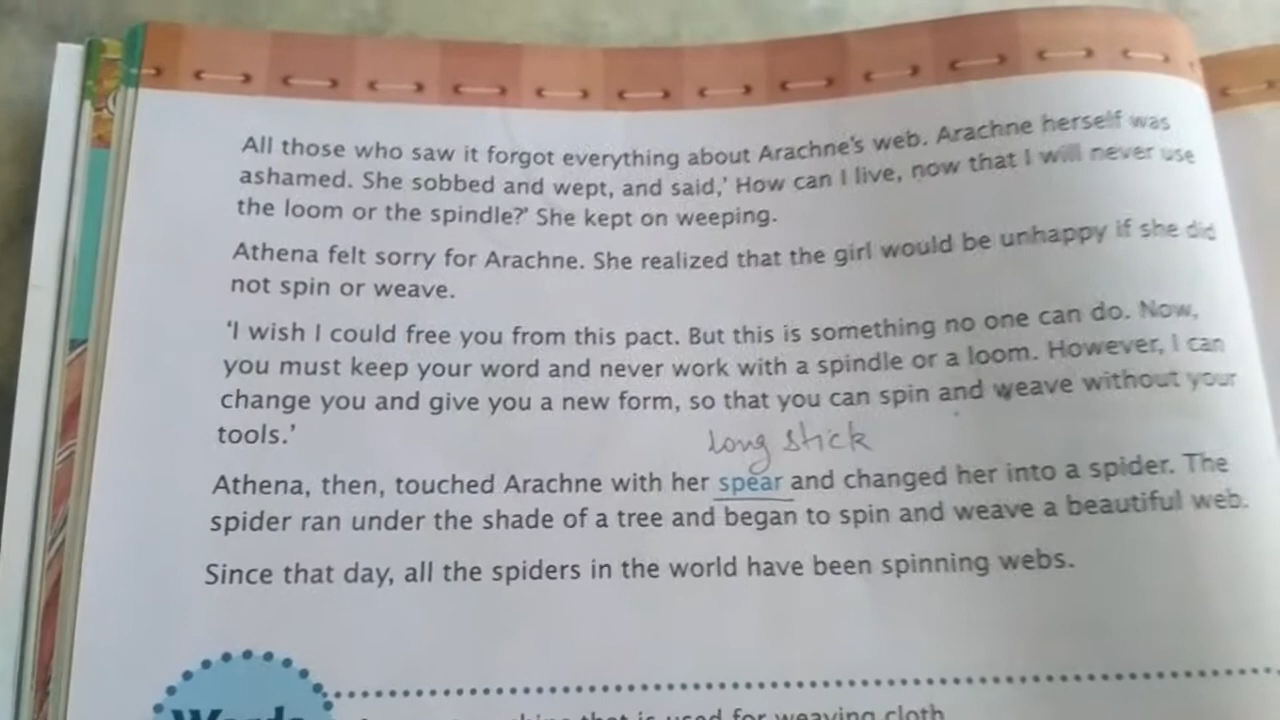 All those who saw it forgot everything about Arachne's web. Arachne herself was
ashamed. She sobbed and wept, and said,' How can I live, now that I will never use
the loom or the spindle?' She kept on weeping.
Athena felt sorry for Arachne. She realized that the girl would be unhappy if she did
not spin or weave.
'I wish I could free you from this pact. But this is something no one can do. Now,
you must keep your word and never work with a spindle or a loom. However, I can
change you and give you a new form, so that you can spin and weave without your
tools.'
long stick
Athena, then, touched Arachne with her spear and changed her into a spider. The
spider ran under the shade of a tree and began to spin and weave a beautiful web.
Since that day, all the spiders in the world have been spinning webs.
Words
that is used for weaving cloth